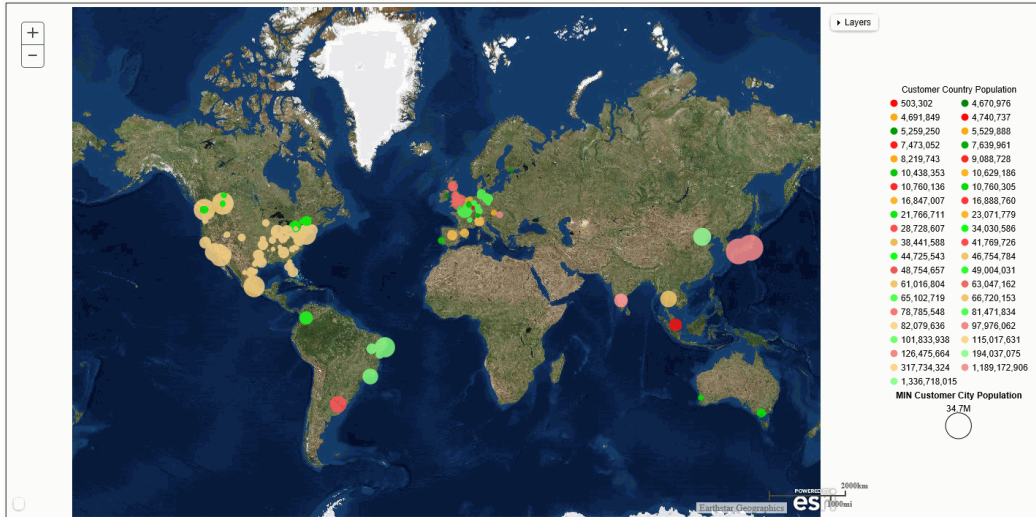 +
−
Layers
Customer Country Population
503,302 4,670,976
4,691,849 4,740,737
5,259,250 5,529,888
7,473,052 7,639,961
8,219,743 9,088,728
10,438,353 10,629,186
10,760,136 10,760,305
16,847,007 16,888,760
21,766,711 23,071,779
28,728,607 34,030,586
38,441,588 41,769,726
44,725,543 46,754,784
48,754,657 49,004,031
61,016,804 63,047,162
65,102,719 66,720,153
78,785,548 81,471,834
82,079,636 97,976,062
101,833,938 115,017,631
126,475,664 194,037,075
317,734,324 1,189,172,906
1,336,718,015
MIN Customer City Population
34.7M
POWERED
esri
2000km
1000mi
Earthstar Geographics